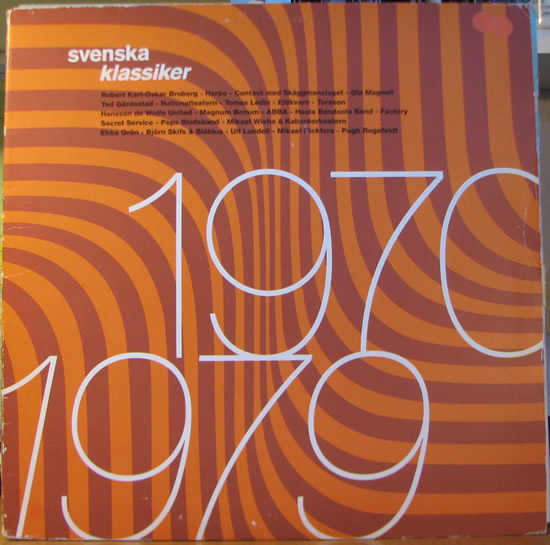 svenska
klassiker
Robert Karl-Oskar Broberg - Harpo - Contact med Skäggmanslaget - Ola Magnell
Ted Gärdestad - Nationalteatern - Tomas Ledin - Eldkvarn - Torsson
Hansson de Wolfe United - Magnum Bonum - ABBA - Hoola Bandoola Band - Factory
Secret Service - Peps Blodsband - Mikael Wiehe & Kabaréorkestern
Ebba Grön - Björn Skifs & Blåblus - Ulf Lundell - Mikael Rickfors - Pugh Rogefeldt
1970
1979